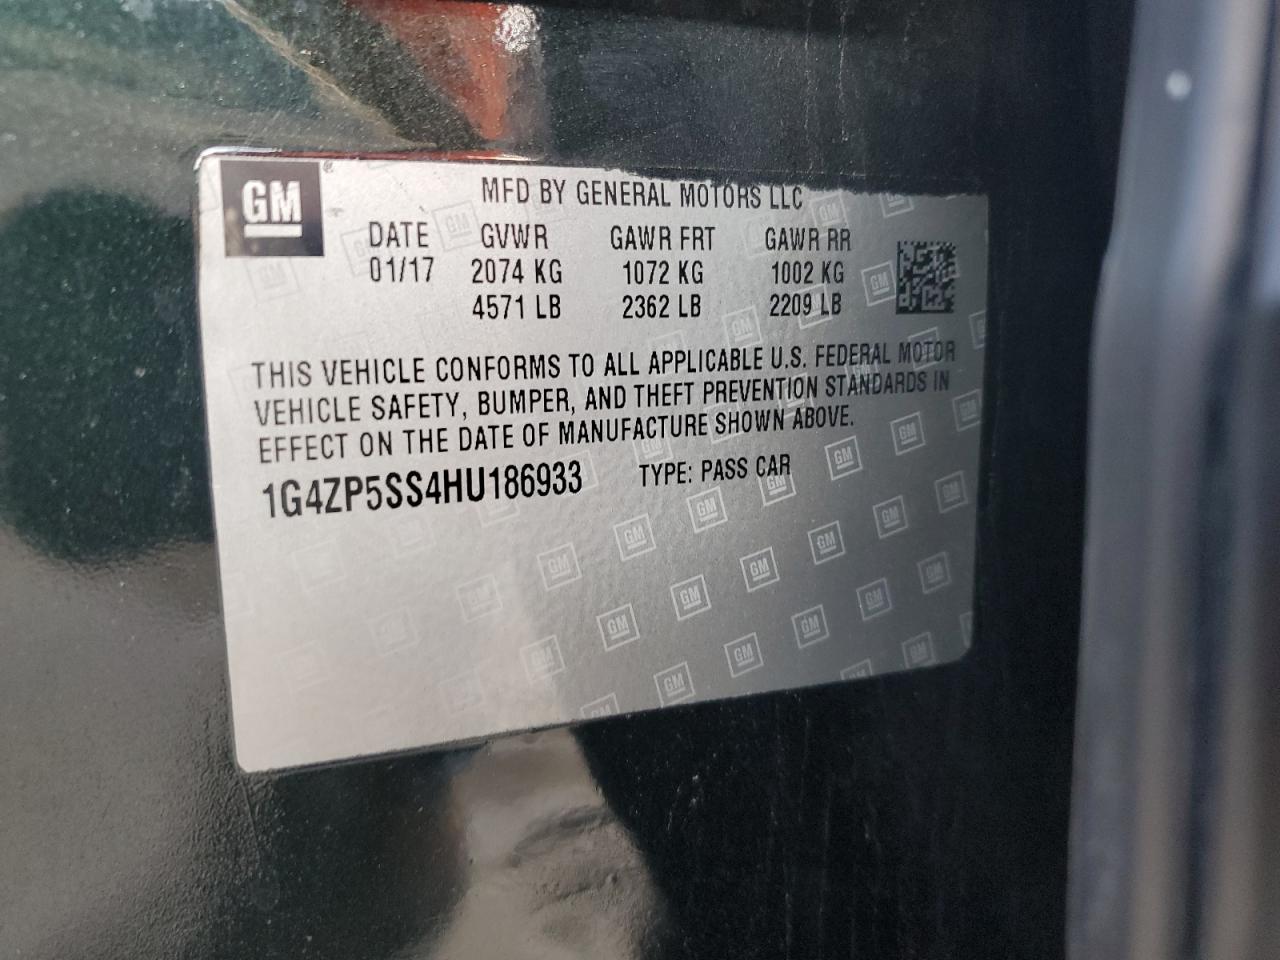 GM
MFD BY GENERAL MOTORS LLC
DATE GVWR GAWR FRT GAWR RR
01/17 2074 KG 1072 KG 1002 KG
4571 LB 2362 LB 2209 LB
THIS VEHICLE CONFORMS TO ALL APPLICABLE U.S. FEDERAL MOTOR
VEHICLE SAFETY, BUMPER, AND THEFT PREVENTION STANDARDS IN
EFFECT ON THE DATE OF MANUFACTURE SHOWN ABOVE.
1G4ZP5SS4HU186933 TYPE: PASS CAR